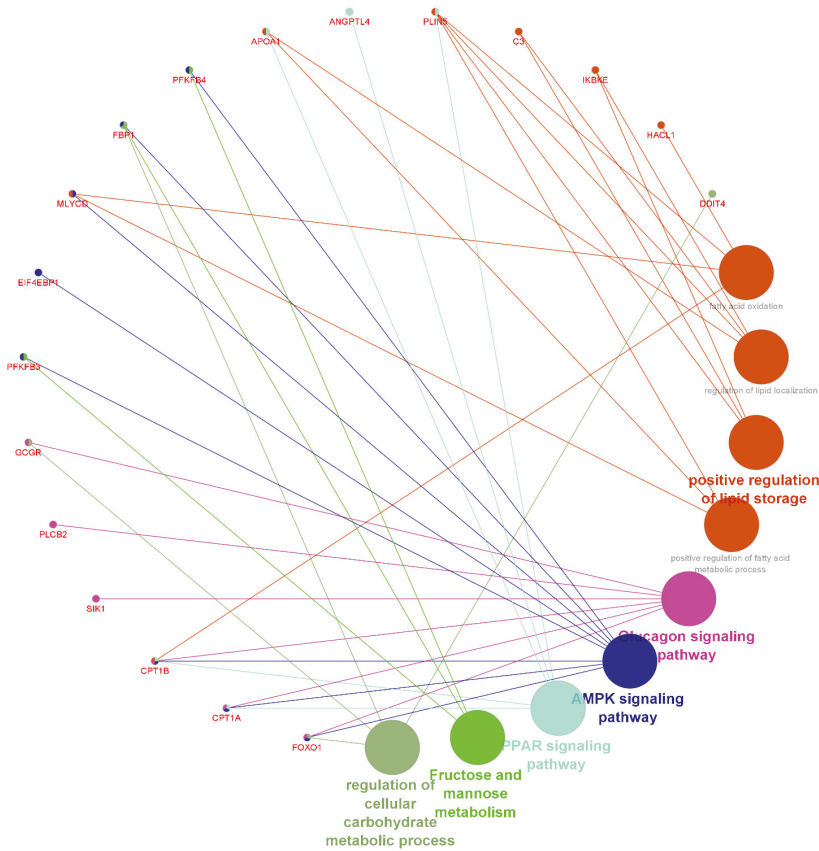 ANGPTL4
PLIN5
APOA1
C3
PFKFB4
IKBKE
FBP1
HACL1
MLYCD
DDIT4
EIF4EBP1
fatty acid oxidation
PFKFB3
regulation of lipid localization
GCGR
positive regulation
of lipid storage
PLCB2
positive regulation of fatty acid
metabolic process
SIK1
Glucagon signaling
pathway
CPT1B
AMPK signaling
pathway
CPT1A
FOXO1
PPAR signaling
pathway
Fructose and
mannose
metabolism
regulation of
cellular
carbohydrate
metabolic process